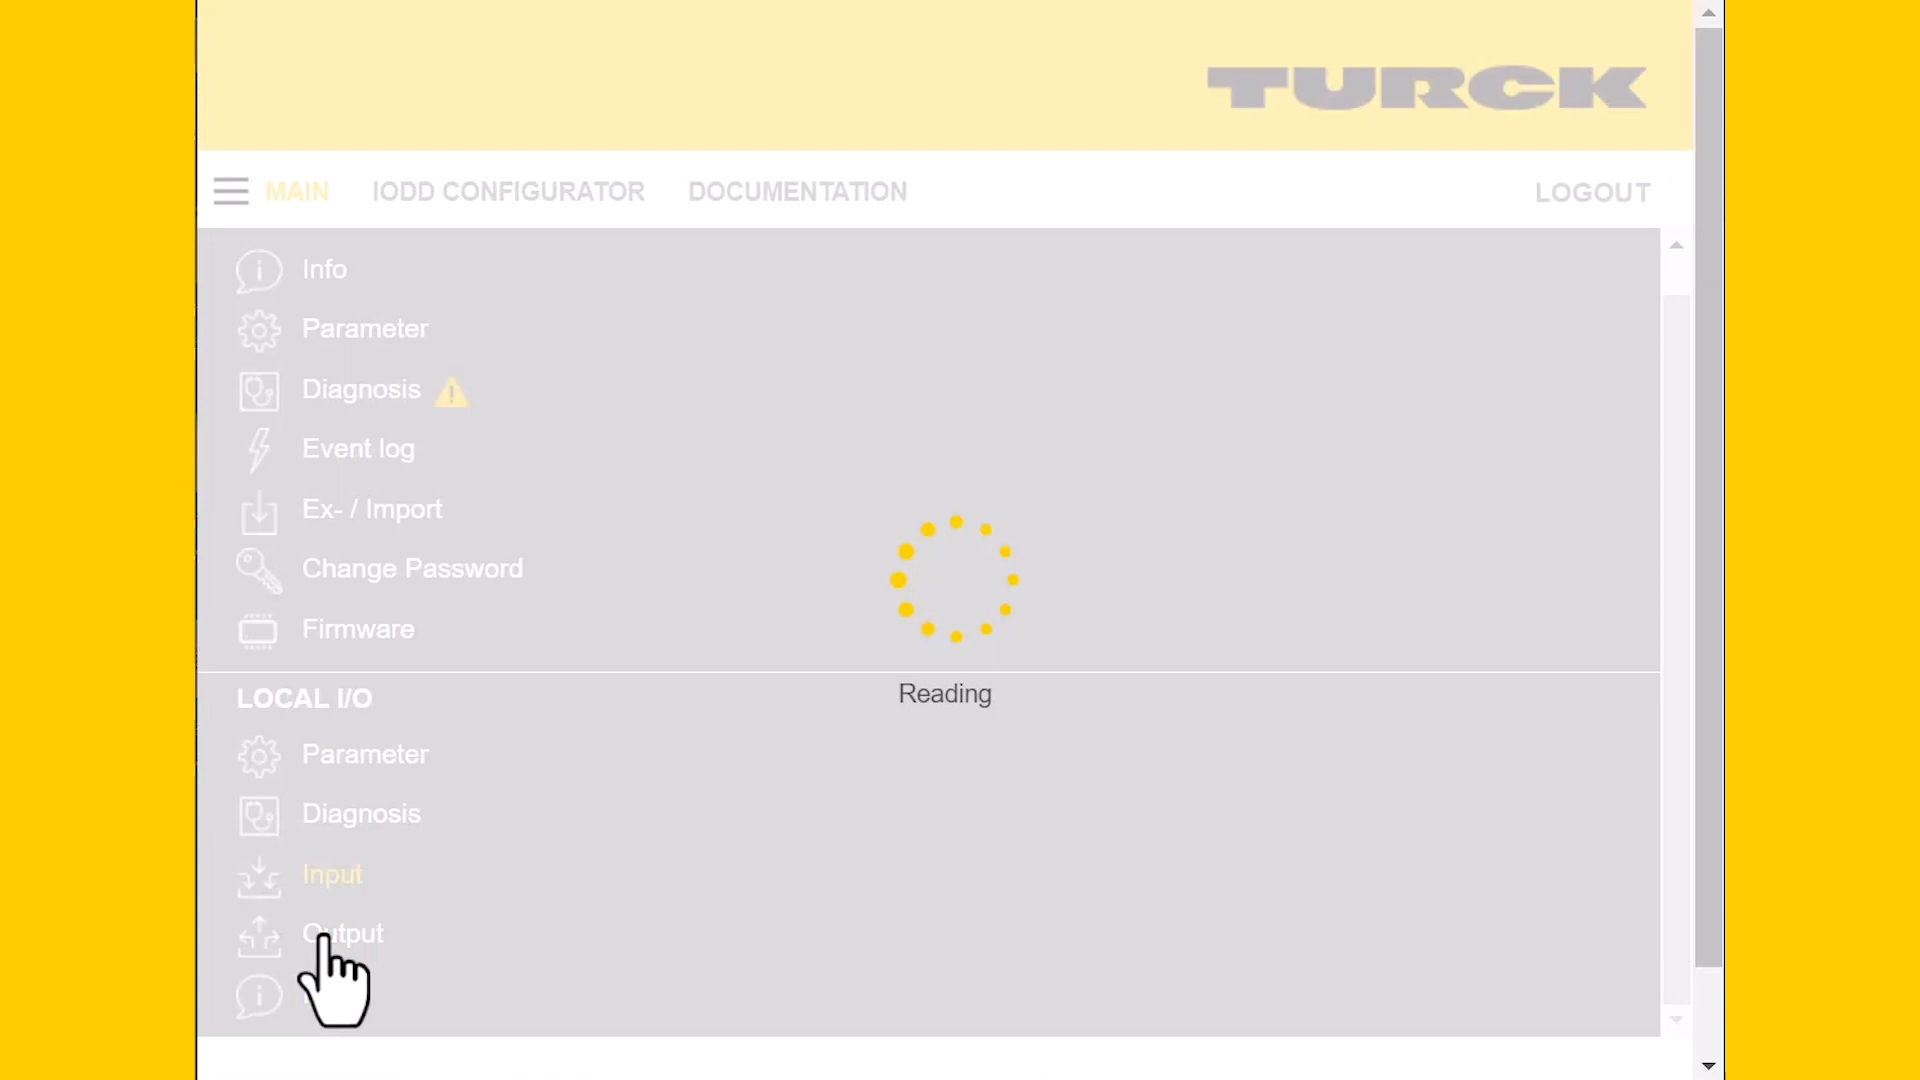 TURCK
MAIN IODD CONFIGURATOR DOCUMENTATION LOGOUT
Info
Parameter
Diagnosis
Event log
Ex- / Import
Change Password
Firmware
Reading
LOCAL I/O
Parameter
Diagnosis
Input
Output